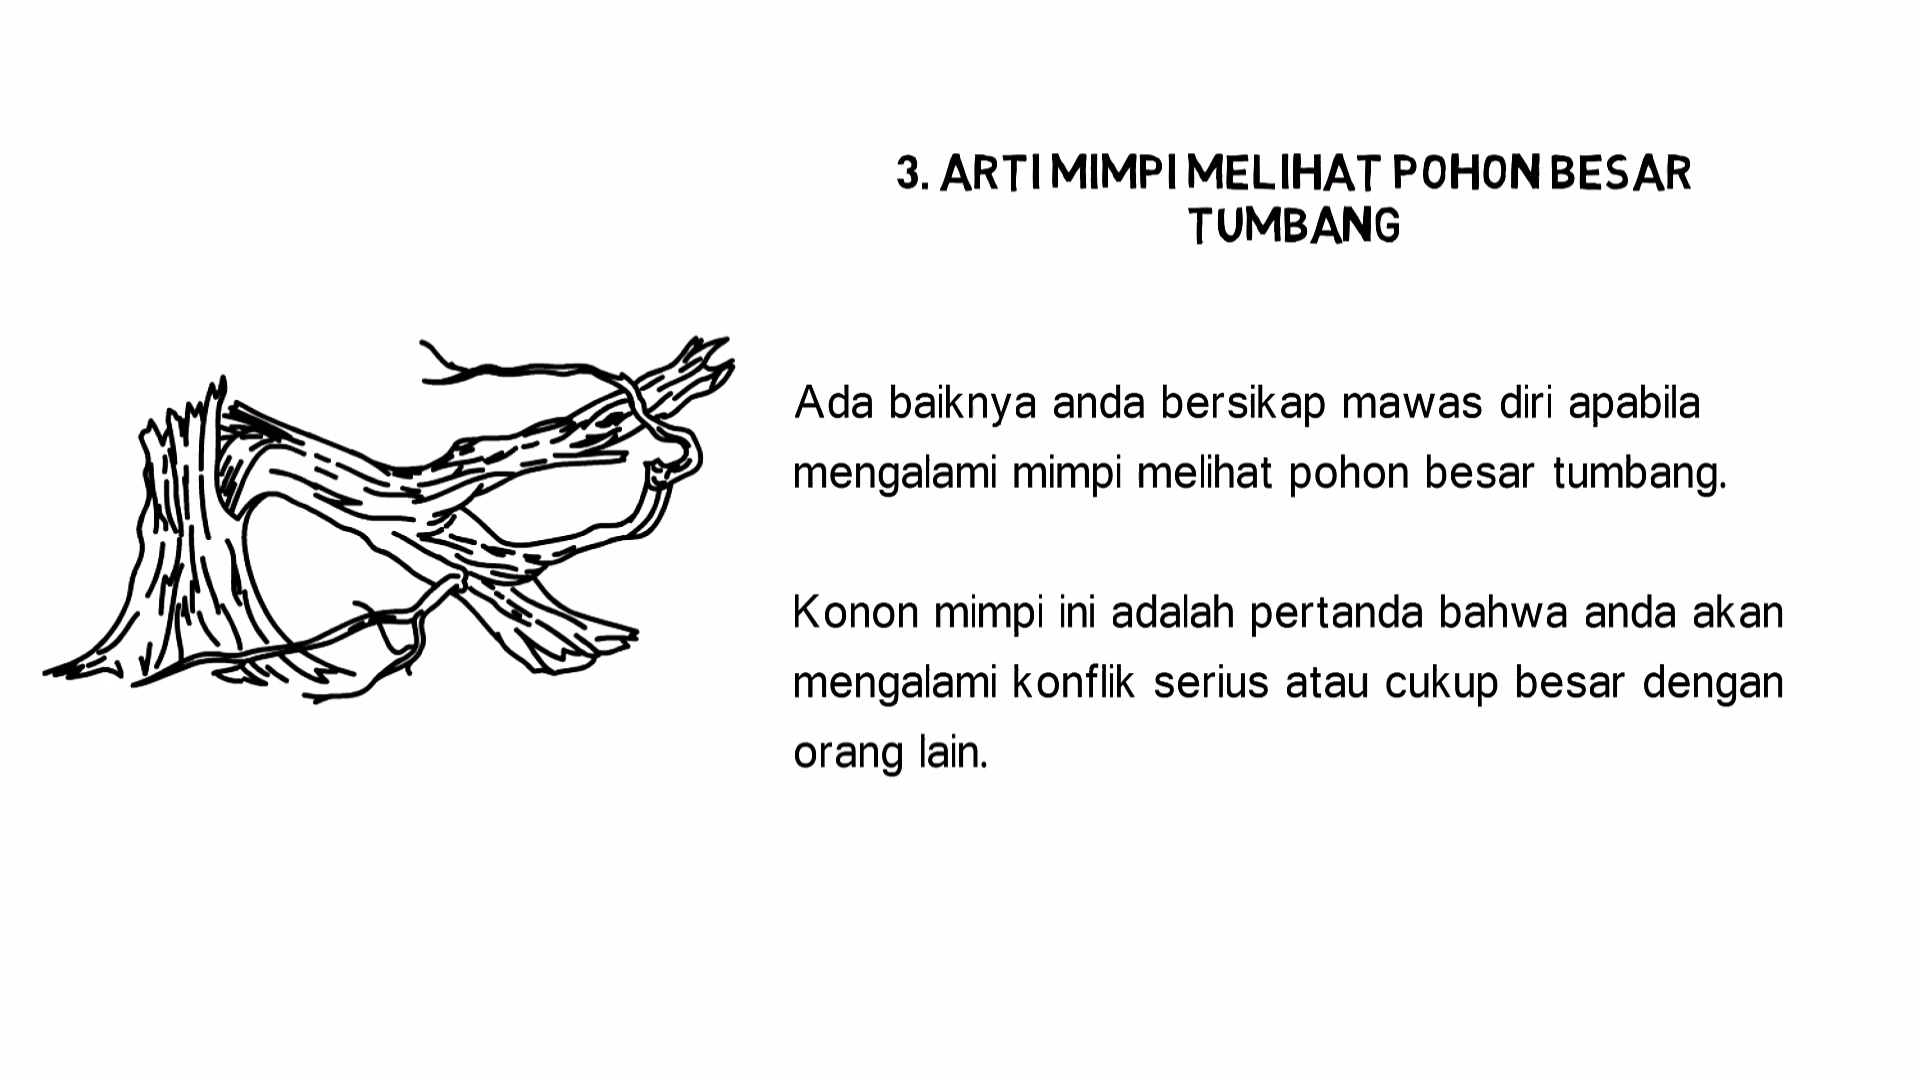 3. ARTI MIMPI MELIHAT POHON BESAR
TUMBANG
Ada baiknya anda bersikap mawas diri apabila
mengalami mimpi melihat pohon besar tumbang.
Konon mimpi ini adalah pertanda bahwa anda akan
mengalami konflik serius atau cukup besar dengan
orang lain.